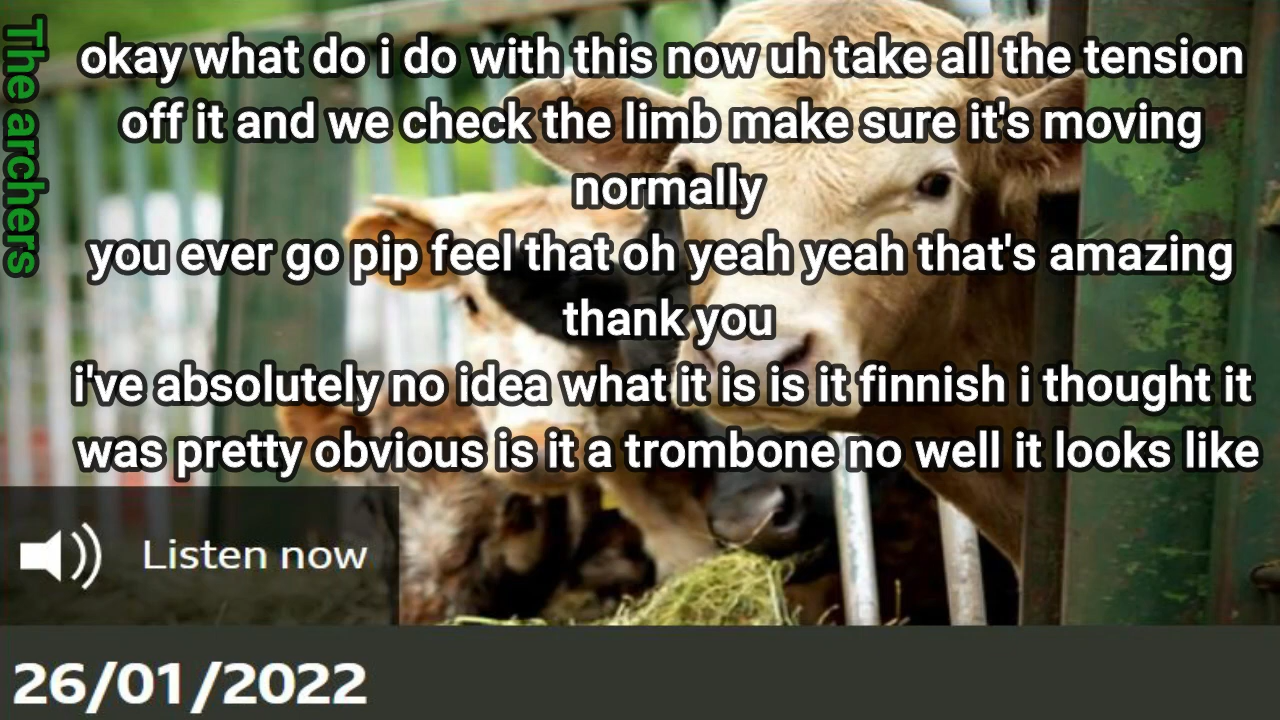 The archers
okay what do i do with this now uh take all the tension
off it and we check the limb make sure it's moving
normally
you ever go pip feel that oh yeah yeah that's amazing
thank you
i've absolutely no idea what it is is it finnish i thought it
was pretty obvious is it a trombone no well it looks like
Listen now
26/01/2022